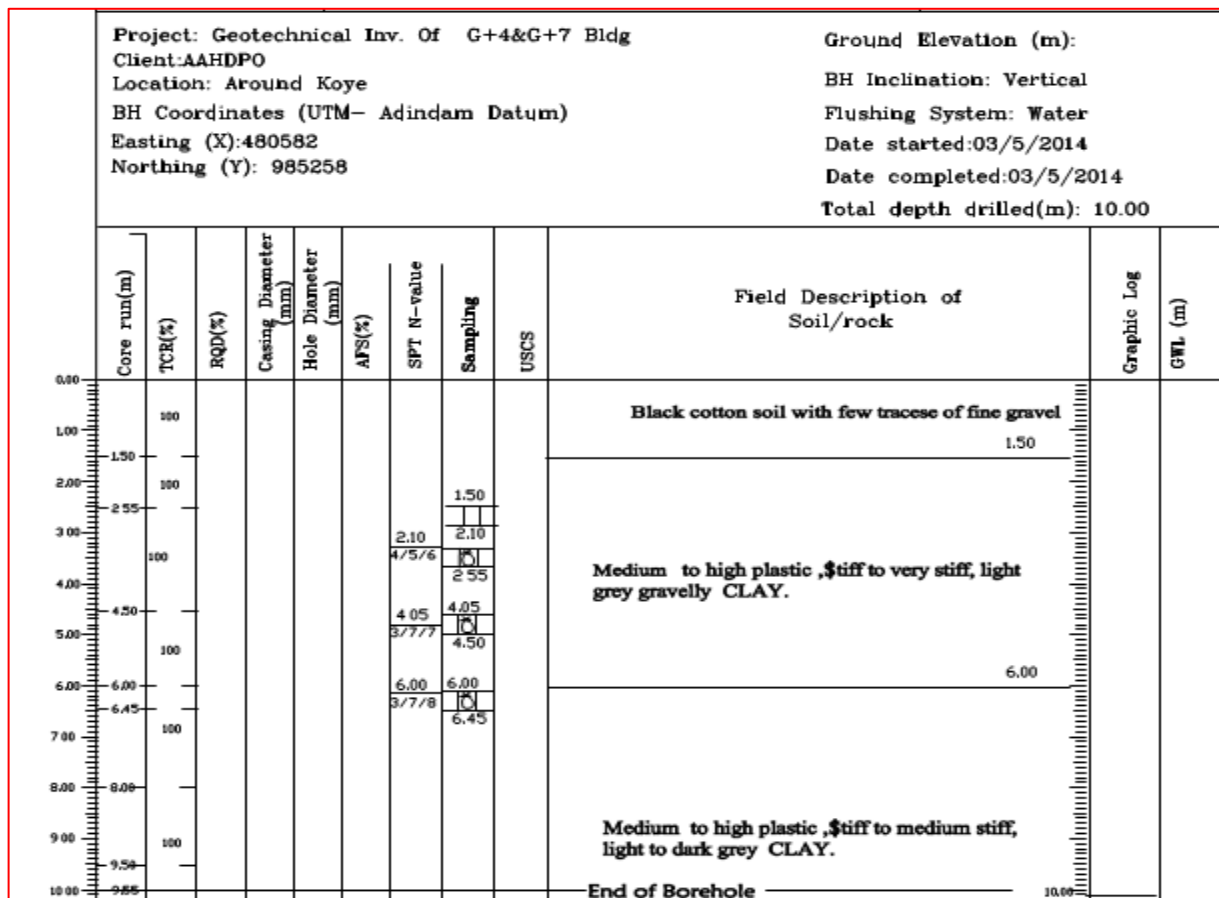 Project: Geotechnical Inv. Of G+4&G+7 Bldg
Client:AAHDPO
Location: Around Koye
BH Coordinates (UTM- Adindam Datum)
Easting (X):480582
Northing (Y): 985258
Ground Elevation (m):
BH Inclination: Vertical
Flushing System: Water
Date started:03/5/2014
Date completed:03/5/2014
Total depth drilled(m): 10.00
Core run(m)
TCR(%)
RQD(%)
Casing Diameter (mm)
Hole Diameter (mm)
AFS(%)
SPT N-value
Sampling
USCS
Field Description of
Soil/rock
Graphic Log
GWL (m)
0.00
100
Black cotton soil with few tracese of fine gravel
1.00
1.50
1.50
2.00
100
1.50
2.55
3.00
2.10
2.10
100
4/5/6
2.55
Medium to high plastic ,$tiff to very stiff, light
grey gravelly CLAY.
4.00
4.50
4.05
4.05
5.00
3/7/7
4.50
100
6.00
6.00
6.00
6.00
6.00
3/7/8
6.45
6.45
7.00
100
8.00
8.00
9.00
100
Medium to high plastic ,$tiff to medium stiff,
light to dark grey CLAY.
9.50
10.00
9.55
End of Borehole
10.00